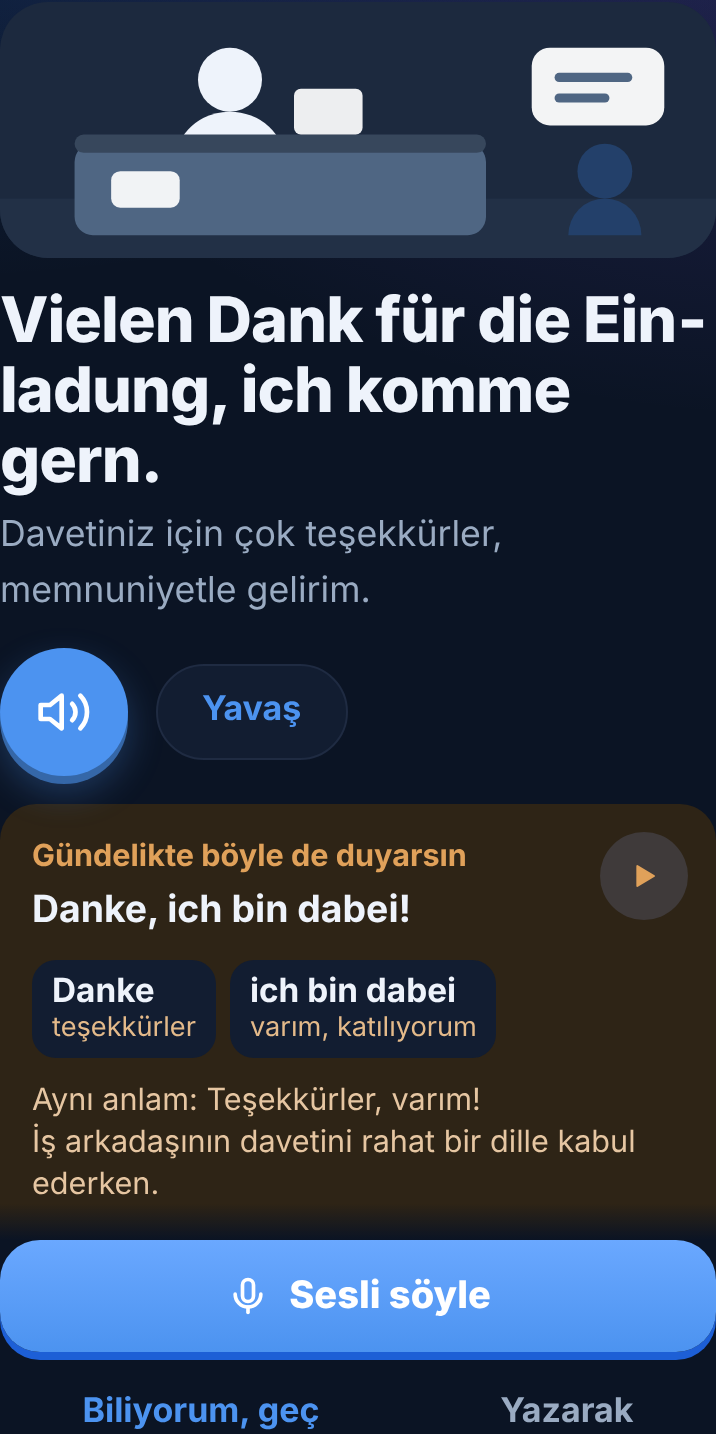 Vielen Dank für die Ein-
ladung, ich komme
gern.
Davetiniz için çok teşekkürler,
memnuniyetle gelirim.
Yavaş
Gündelikte böyle de duyarsın
Danke, ich bin dabei!
Danke
teşekkürler
ich bin dabei
varım, katılıyorum
Aynı anlam: Teşekkürler, varım!
İş arkadaşının davetini rahat bir dille kabul
ederken.
Sesli söyle
Biliyorum, geç
Yazarak